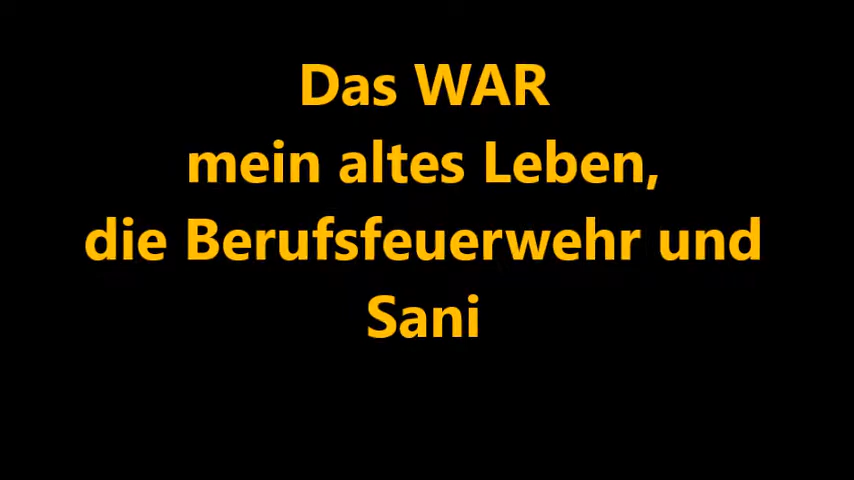 Das WAR
mein altes Leben,
die Berufsfeuerwehr und
Sani